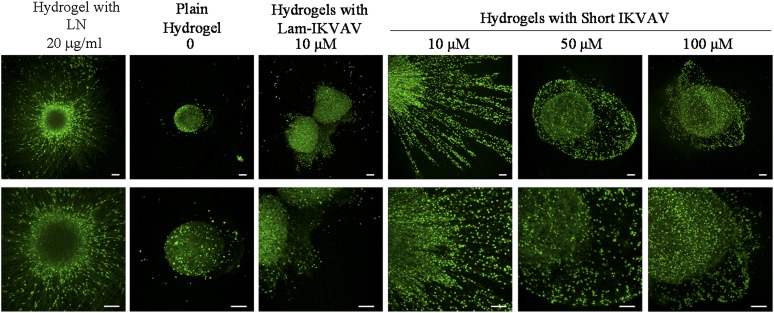 Hydrogel with
LN
20 µg/ml
Plain
Hydrogel
0
Hydrogels with
Lam-IKVAV
10 µM
Hydrogels with Short IKVAV
10 µM
50 µM
100 µM